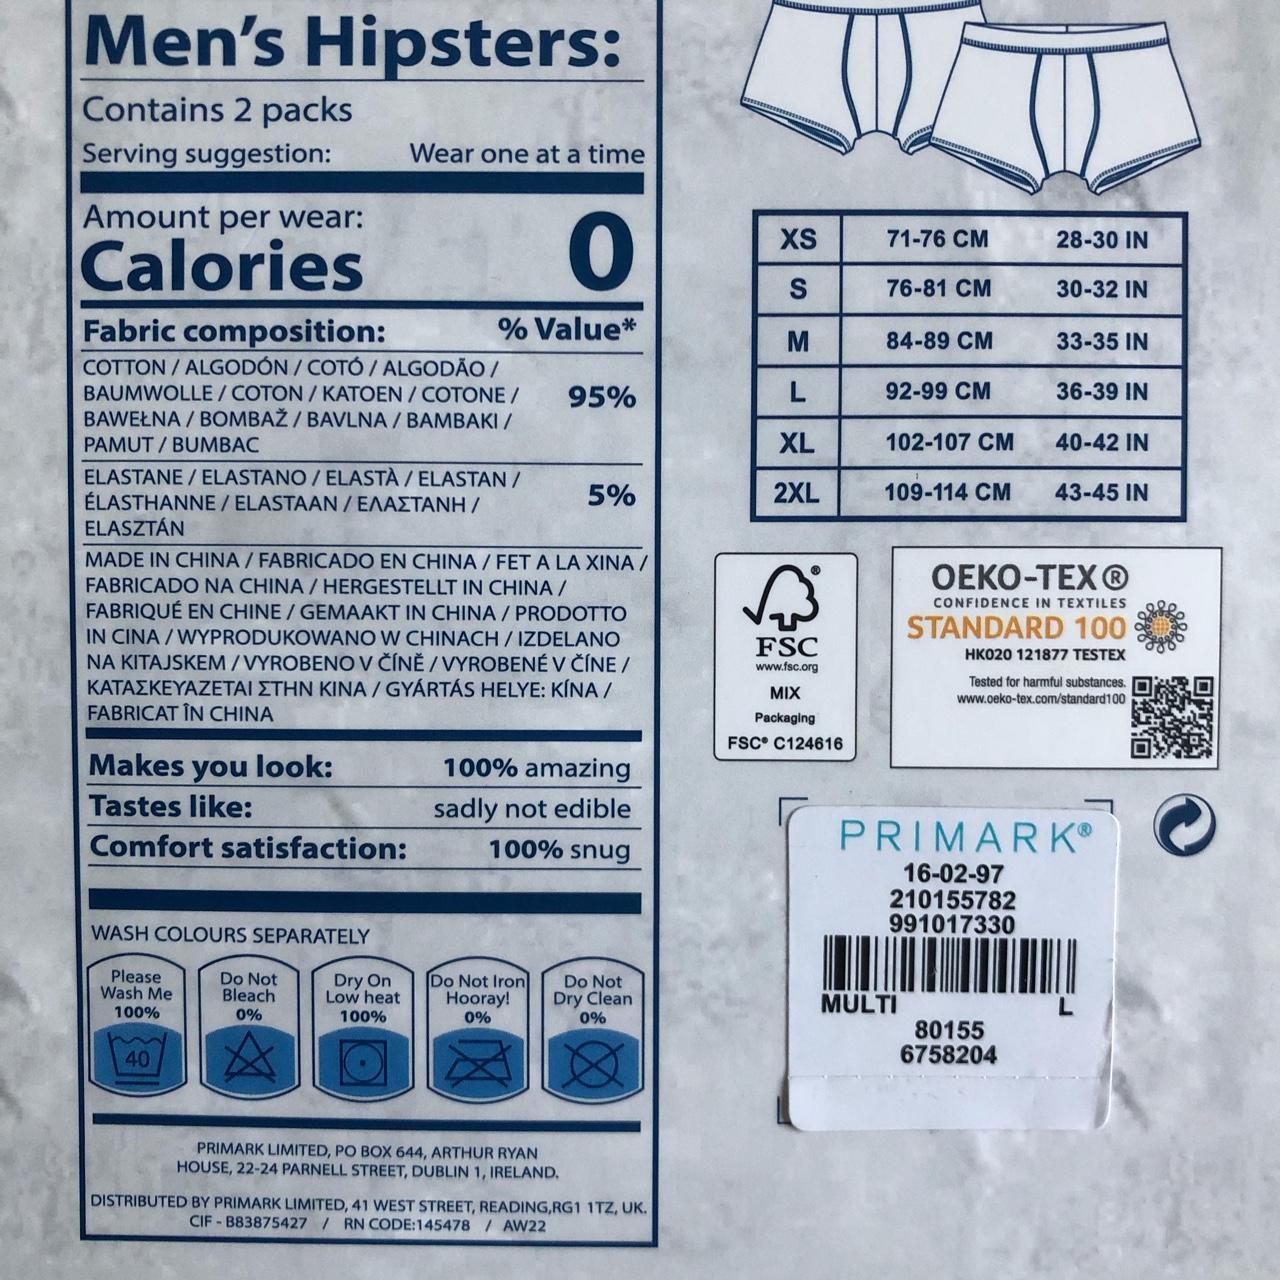 Men's Hipsters:
Contains 2 packs
Serving suggestion: Wear one at a time
Amount per wear:
Calories 0
Fabric composition: % Value*
COTTON / ALGODÓN / COTÓ / ALGODÃO /
BAUMWOLLE / COTON / KATOEN / COTONE / 95%
BAWEŁNA / BOMBAŽ / BAVLNA / BAMBAKI /
PAMUT / BUMBAC
ELASTANE / ELASTANO / ELASTÀ / ELASTAN /
ÉLASTHANNE / ELASTAAN / ΕΛΑΣΤΑΝΗ / 5%
ELASZTÁN
MADE IN CHINA / FABRICADO EN CHINA / FET A LA XINA /
FABRICADO NA CHINA / HERGESTELLT IN CHINA /
FABRIQUÉ EN CHINE / GEMAAKT IN CHINA / PRODOTTO
IN CINA / WYPRODUKOWANO W CHINACH / IZDELANO
NA KITAJSKEM / VYROBENO V ČÍNĚ / VYROBENÉ V ČÍNE /
ΚΑΤΑΣΚΕΥΑΖΕΤΑΙ ΣΤΗΝ ΚΙΝΑ / GYÁRTÁS HELYE: KÍNA /
FABRICAT ÎN CHINA
Makes you look: 100% amazing
Tastes like: sadly not edible
Comfort satisfaction: 100% snug
WASH COLOURS SEPARATELY
Please
Wash Me
100%
40
Do Not
Bleach
0%
Dry On
Low heat
100%
Do Not Iron
Hooray!
0%
Do Not
Dry Clean
0%
PRIMARK LIMITED, PO BOX 644, ARTHUR RYAN
HOUSE, 22-24 PARNELL STREET, DUBLIN 1, IRELAND.
DISTRIBUTED BY PRIMARK LIMITED, 41 WEST STREET, READING,RG1 1TZ, UK.
CIF - B83875427 / RN CODE:145478 / AW22
XS 71-76 CM 28-30 IN
S 76-81 CM 30-32 IN
M 84-89 CM 33-35 IN
L 92-99 CM 36-39 IN
XL 102-107 CM 40-42 IN
2XL 109-114 CM 43-45 IN
FSC
www.fsc.org
MIX
Packaging
FSC® C124616
OEKO-TEX®
CONFIDENCE IN TEXTILES
STANDARD 100
HK020 121877 TESTEX
Tested for harmful substances.
www.oeko-tex.com/standard100
PRIMARK®
16-02-97
210155782
991017330
MULTI L
80155
6758204